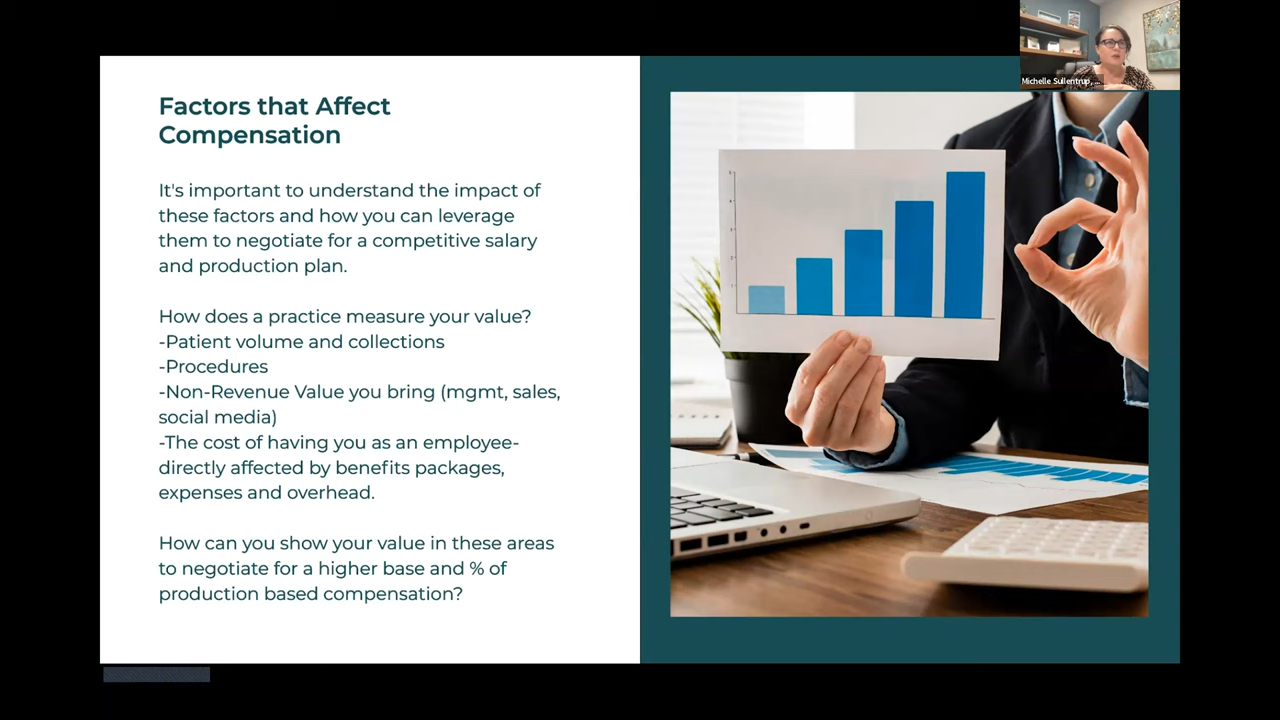 Michelle Sullentrup, ...
Factors that Affect
Compensation
It's important to understand the impact of
these factors and how you can leverage
them to negotiate for a competitive salary
and production plan.
How does a practice measure your value?
-Patient volume and collections
-Procedures
-Non-Revenue Value you bring (mgmt, sales,
social media)
-The cost of having you as an employee-
directly affected by benefits packages,
expenses and overhead.
How can you show your value in these areas
to negotiate for a higher base and % of
production based compensation?